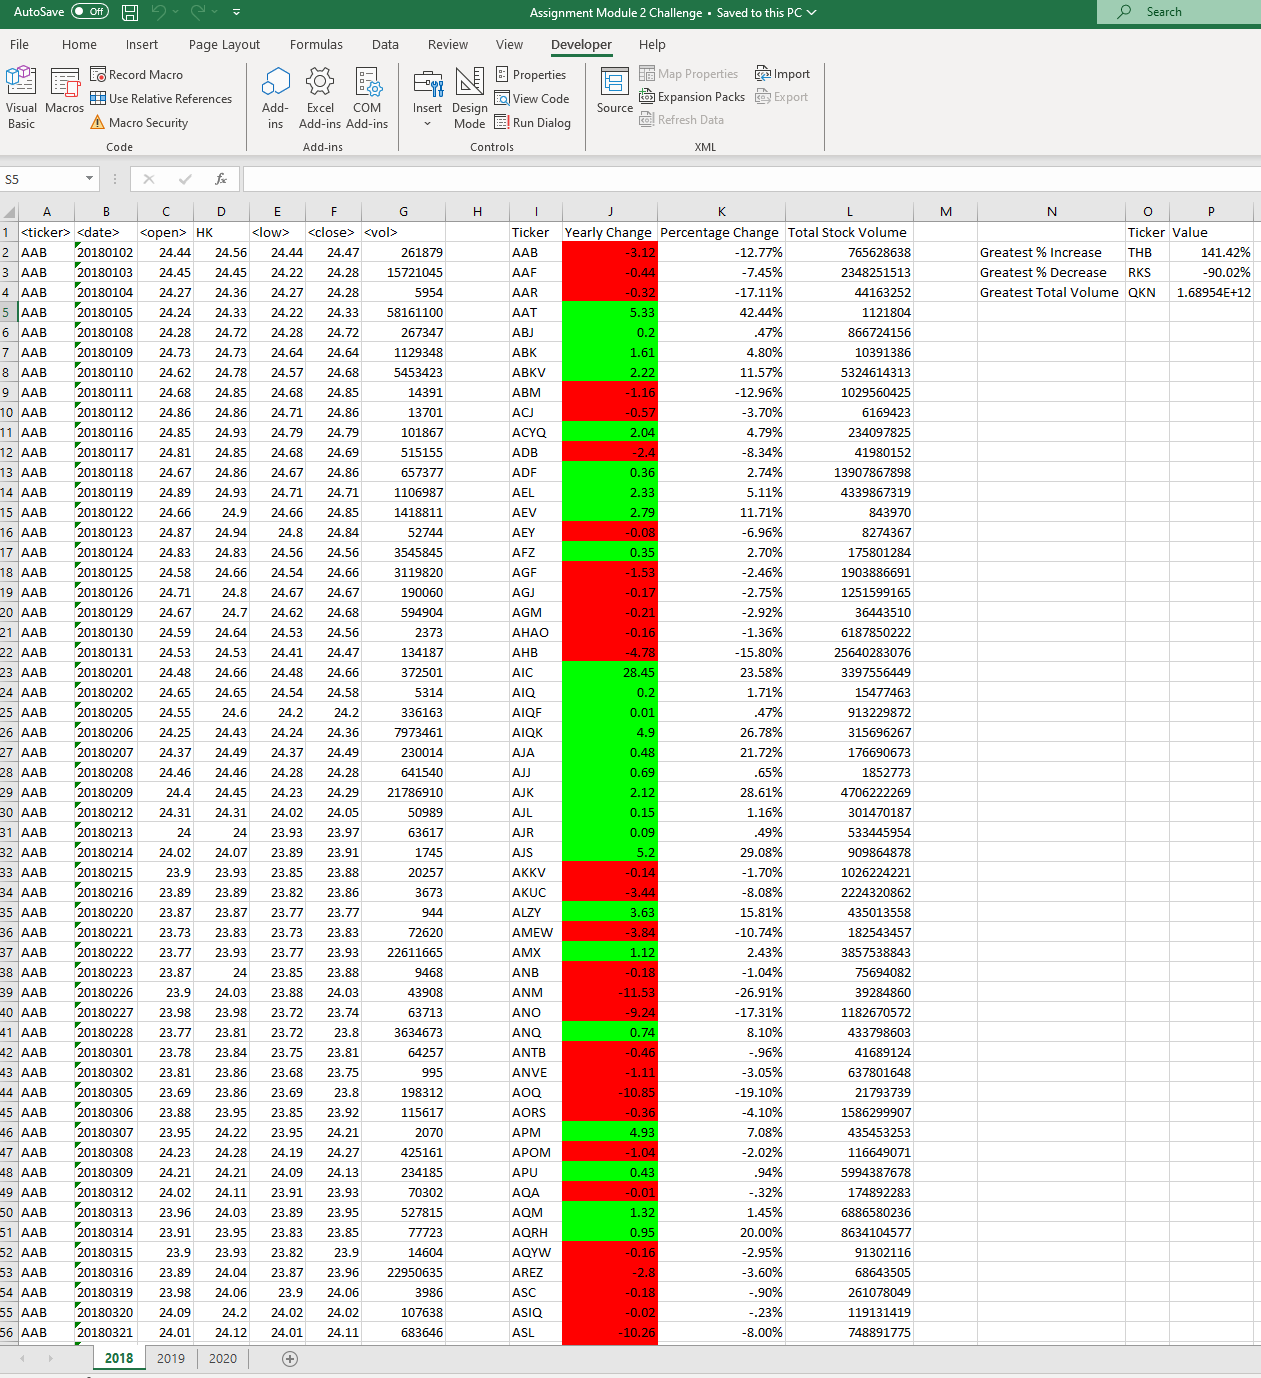 AutoSave Off Assignment Module 2 Challenge • Saved to this PC Search
File Home Insert Page Layout Formulas Data Review View Developer Help
Visual Basic Macros Record Macro Use Relative References Macro Security Code
Add-ins Excel Add-ins COM Add-ins Add-ins
Insert Design Mode Properties View Code Run Dialog Controls
Source Map Properties Expansion Packs Refresh Data Import Export XML
S5 fx
A B C D E F G H I J K L M N O P
1 <ticker> <date> <open> HK <low> <close> <vol> Ticker Yearly Change Percentage Change Total Stock Volume Ticker Value
2 AAB 20180102 24.44 24.56 24.44 24.47 261879 AAB -3.12 -12.77% 765628638 Greatest % Increase THB 141.42%
3 AAB 20180103 24.45 24.45 24.22 24.28 15721045 AAF -0.44 -7.45% 2348251513 Greatest % Decrease RKS -90.02%
4 AAB 20180104 24.27 24.36 24.27 24.28 5954 AAR -0.32 -17.11% 44163252 Greatest Total Volume QKN 1.68954E+12
5 AAB 20180105 24.24 24.33 24.22 24.33 58161100 AAT 5.33 42.44% 1121804
6 AAB 20180108 24.28 24.72 24.28 24.72 267347 ABJ 0.2 .47% 866724156
7 AAB 20180109 24.73 24.73 24.64 24.64 1129348 ABK 1.61 4.80% 10391386
8 AAB 20180110 24.62 24.78 24.57 24.68 5453423 ABKV 2.22 11.57% 5324614313
9 AAB 20180111 24.68 24.85 24.68 24.85 14391 ABM -1.16 -12.96% 1029560425
10 AAB 20180112 24.86 24.86 24.71 24.86 13701 ACJ -0.57 -3.70% 6169423
11 AAB 20180116 24.85 24.93 24.79 24.79 101867 ACYQ 2.04 4.79% 234097825
12 AAB 20180117 24.81 24.85 24.68 24.69 515155 ADB -2.4 -8.34% 41980152
13 AAB 20180118 24.67 24.86 24.67 24.86 657377 ADF 0.36 2.74% 13907867898
14 AAB 20180119 24.89 24.93 24.71 24.71 1106987 AEL 2.33 5.11% 4339867319
15 AAB 20180122 24.66 24.9 24.66 24.85 1418811 AEV 2.79 11.71% 843970
16 AAB 20180123 24.87 24.94 24.8 24.84 52744 AEY -0.08 -6.96% 8274367
17 AAB 20180124 24.83 24.83 24.56 24.56 3545845 AFZ 0.35 2.70% 175801284
18 AAB 20180125 24.58 24.66 24.54 24.66 3119820 AGF -1.53 -2.46% 1903886691
19 AAB 20180126 24.71 24.8 24.67 24.67 190060 AGJ -0.17 -2.75% 1251599165
20 AAB 20180129 24.67 24.7 24.62 24.68 594904 AGM -0.21 -2.92% 36443510
21 AAB 20180130 24.59 24.64 24.53 24.56 2373 AHAO -0.16 -1.36% 6187850222
22 AAB 20180131 24.53 24.53 24.41 24.47 134187 AHB -4.78 -15.80% 25640283076
23 AAB 20180201 24.48 24.66 24.48 24.66 372501 AIC 28.45 23.58% 3397556449
24 AAB 20180202 24.65 24.65 24.54 24.58 5314 AIQ 0.2 1.71% 15477463
25 AAB 20180205 24.55 24.6 24.2 24.2 336163 AIQF 0.01 .47% 913229872
26 AAB 20180206 24.25 24.43 24.24 24.36 7973461 AIQK 4.9 26.78% 315696267
27 AAB 20180207 24.37 24.49 24.37 24.49 230014 AJA 0.48 21.72% 176690673
28 AAB 20180208 24.46 24.46 24.28 24.28 641540 AJJ 0.69 .65% 1852773
29 AAB 20180209 24.4 24.45 24.23 24.29 21786910 AJK 2.12 28.61% 4706222269
30 AAB 20180212 24.31 24.31 24.02 24.05 50989 AJL 0.15 1.16% 301470187
31 AAB 20180213 24 24 23.93 23.97 63617 AJR 0.09 .49% 533445954
32 AAB 20180214 24.02 24.07 23.89 23.91 1745 AJS 5.2 29.08% 909864878
33 AAB 20180215 23.9 23.93 23.85 23.88 20257 AKKV -0.14 -1.70% 1026224221
34 AAB 20180216 23.89 23.89 23.82 23.86 3673 AKUC -3.44 -8.08% 2224320862
35 AAB 20180220 23.87 23.87 23.77 23.77 944 ALZY 3.63 15.81% 435013558
36 AAB 20180221 23.73 23.83 23.73 23.83 72620 AMEW -3.84 -10.74% 182543457
37 AAB 20180222 23.77 23.93 23.77 23.93 22611665 AMX 1.12 2.43% 3857538843
38 AAB 20180223 23.87 24 23.85 23.88 9468 ANB -0.18 -1.04% 75694082
39 AAB 20180226 23.9 24.03 23.88 24.03 43908 ANM -11.53 -26.91% 39284860
40 AAB 20180227 23.98 23.98 23.72 23.74 63713 ANO -9.24 -17.31% 1182670572
41 AAB 20180228 23.77 23.81 23.72 23.8 3634673 ANQ 0.74 8.10% 433798603
42 AAB 20180301 23.78 23.84 23.75 23.81 64257 ANTB -0.46 -.96% 41689124
43 AAB 20180302 23.81 23.86 23.68 23.75 995 ANVE -1.11 -3.05% 637801648
44 AAB 20180305 23.69 23.86 23.69 23.8 198312 AOQ -10.85 -19.10% 21793739
45 AAB 20180306 23.88 23.95 23.85 23.92 115617 AORS -0.36 -4.10% 1586299907
46 AAB 20180307 23.95 24.22 23.95 24.21 2070 APM 4.93 7.08% 435453253
47 AAB 20180308 24.23 24.28 24.19 24.27 425161 APOM -1.04 -2.02% 116649071
48 AAB 20180309 24.21 24.21 24.09 24.13 234185 APU 0.43 .94% 5994387678
49 AAB 20180312 24.02 24.11 23.91 23.93 70302 AQA -0.01 -.32% 174892283
50 AAB 20180313 23.96 24.03 23.89 23.95 527815 AQM 1.32 1.45% 6886580236
51 AAB 20180314 23.91 23.95 23.83 23.85 77723 AQRH 0.95 20.00% 8634104577
52 AAB 20180315 23.9 23.93 23.82 23.9 14604 AQYW -0.16 -2.95% 91302116
53 AAB 20180316 23.89 24.04 23.87 23.96 22950635 AREZ -2.8 -3.60% 68643505
54 AAB 20180319 23.98 24.06 23.9 24.06 3986 ASC -0.18 -.90% 261078049
55 AAB 20180320 24.09 24.2 24.02 24.02 107638 ASIQ -0.02 -.23% 119131419
56 AAB 20180321 24.01 24.12 24.01 24.11 683646 ASL -10.26 -8.00% 748891775
2018 2019 2020